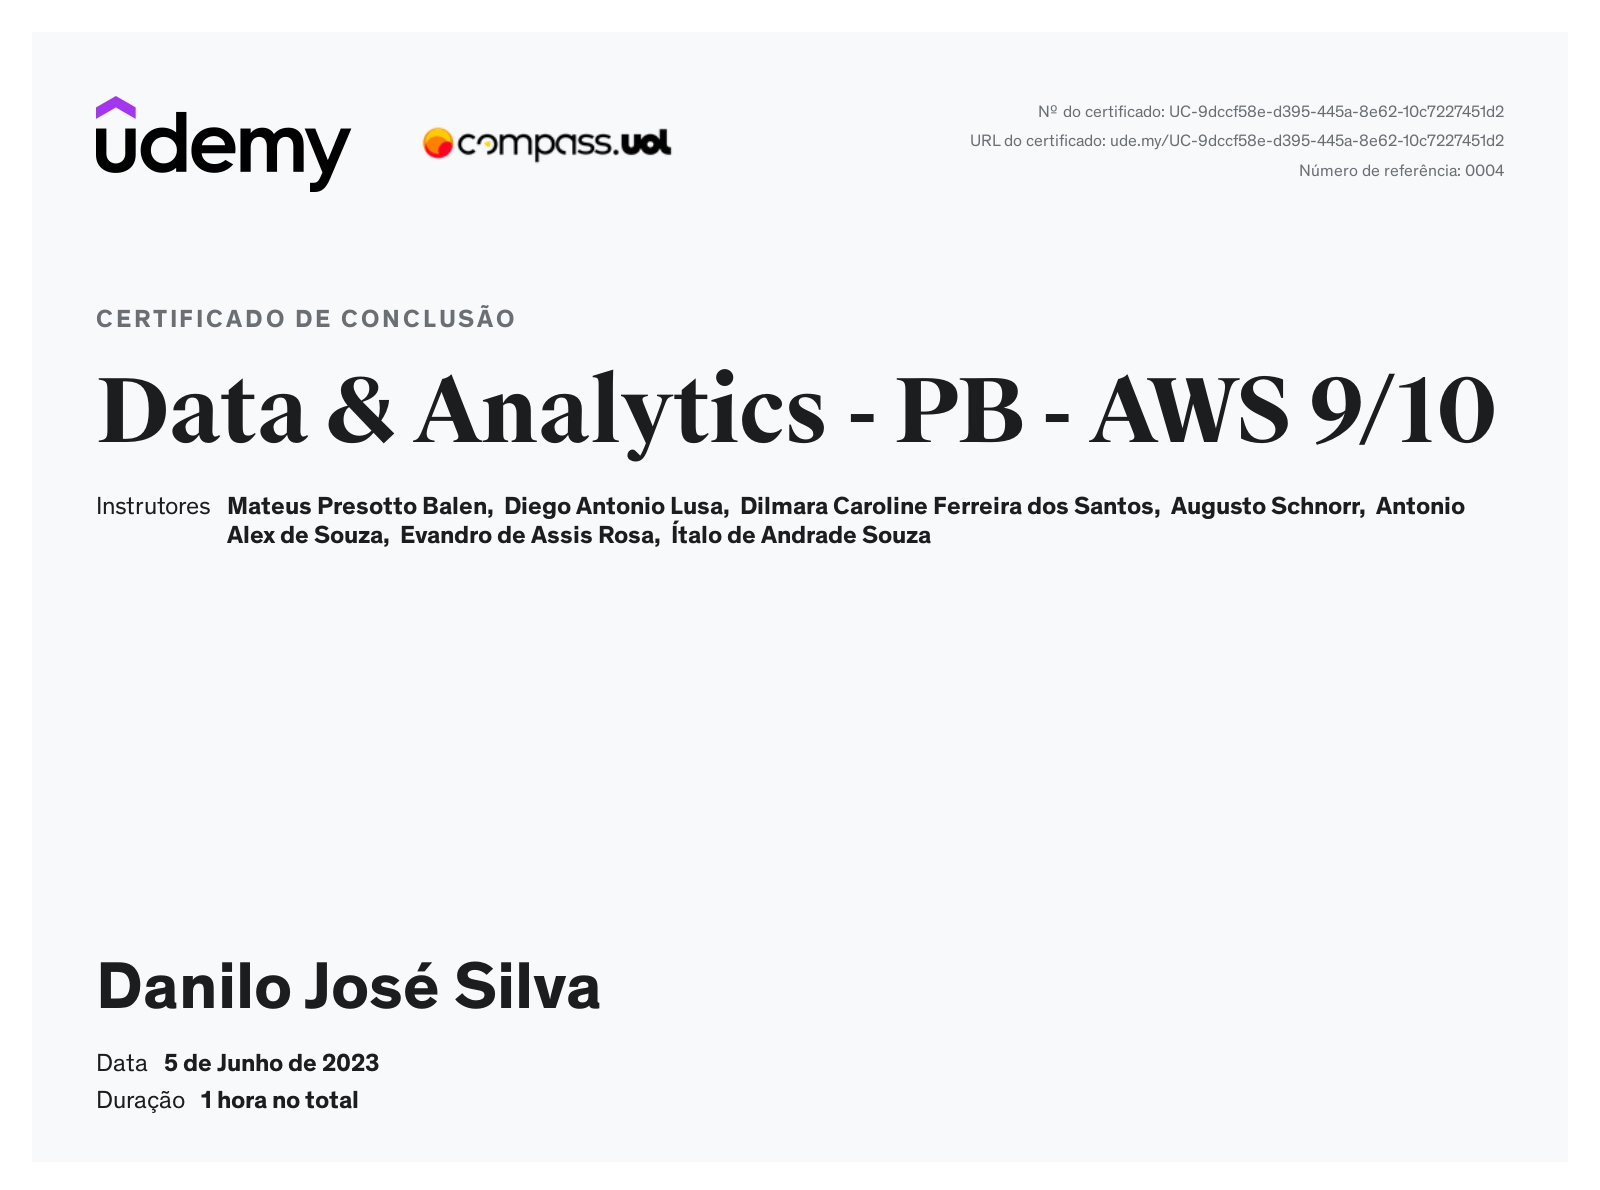 udemy
compass.uol
Nº do certificado: UC-9dccf58e-d395-445a-8e62-10c7227451d2
URL do certificado: ude.my/UC-9dccf58e-d395-445a-8e62-10c7227451d2
Número de referência: 0004
CERTIFICADO DE CONCLUSÃO
Data & Analytics - PB - AWS 9/10
Instrutores Mateus Presotto Balen, Diego Antonio Lusa, Dilmara Caroline Ferreira dos Santos, Augusto Schnorr, Antonio
Alex de Souza, Evandro de Assis Rosa, Ítalo de Andrade Souza
Danilo José Silva
Data 5 de Junho de 2023
Duração 1 hora no total